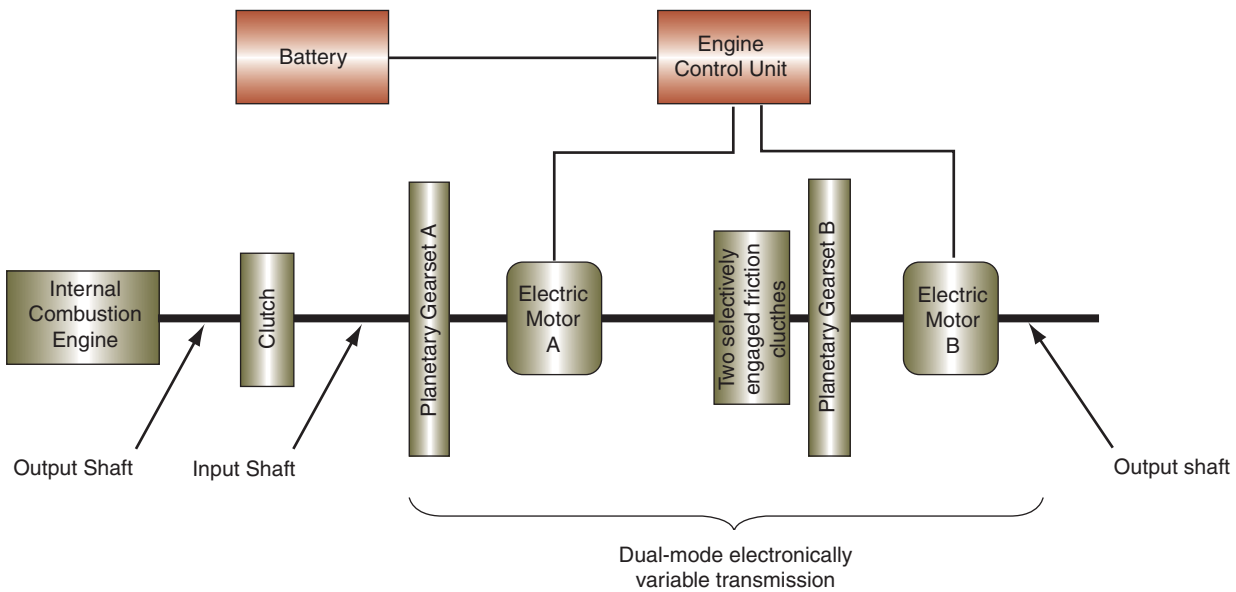 Battery
Engine
Control Unit
Internal
Combustion
Engine
Clutch
Planetary Gearset A
Electric
Motor
A
Two selectively
engaged friction
clucthes
Planetary Gearset B
Electric
Motor
B
Output Shaft
Input Shaft
Output shaft
Dual-mode electronically
variable transmission